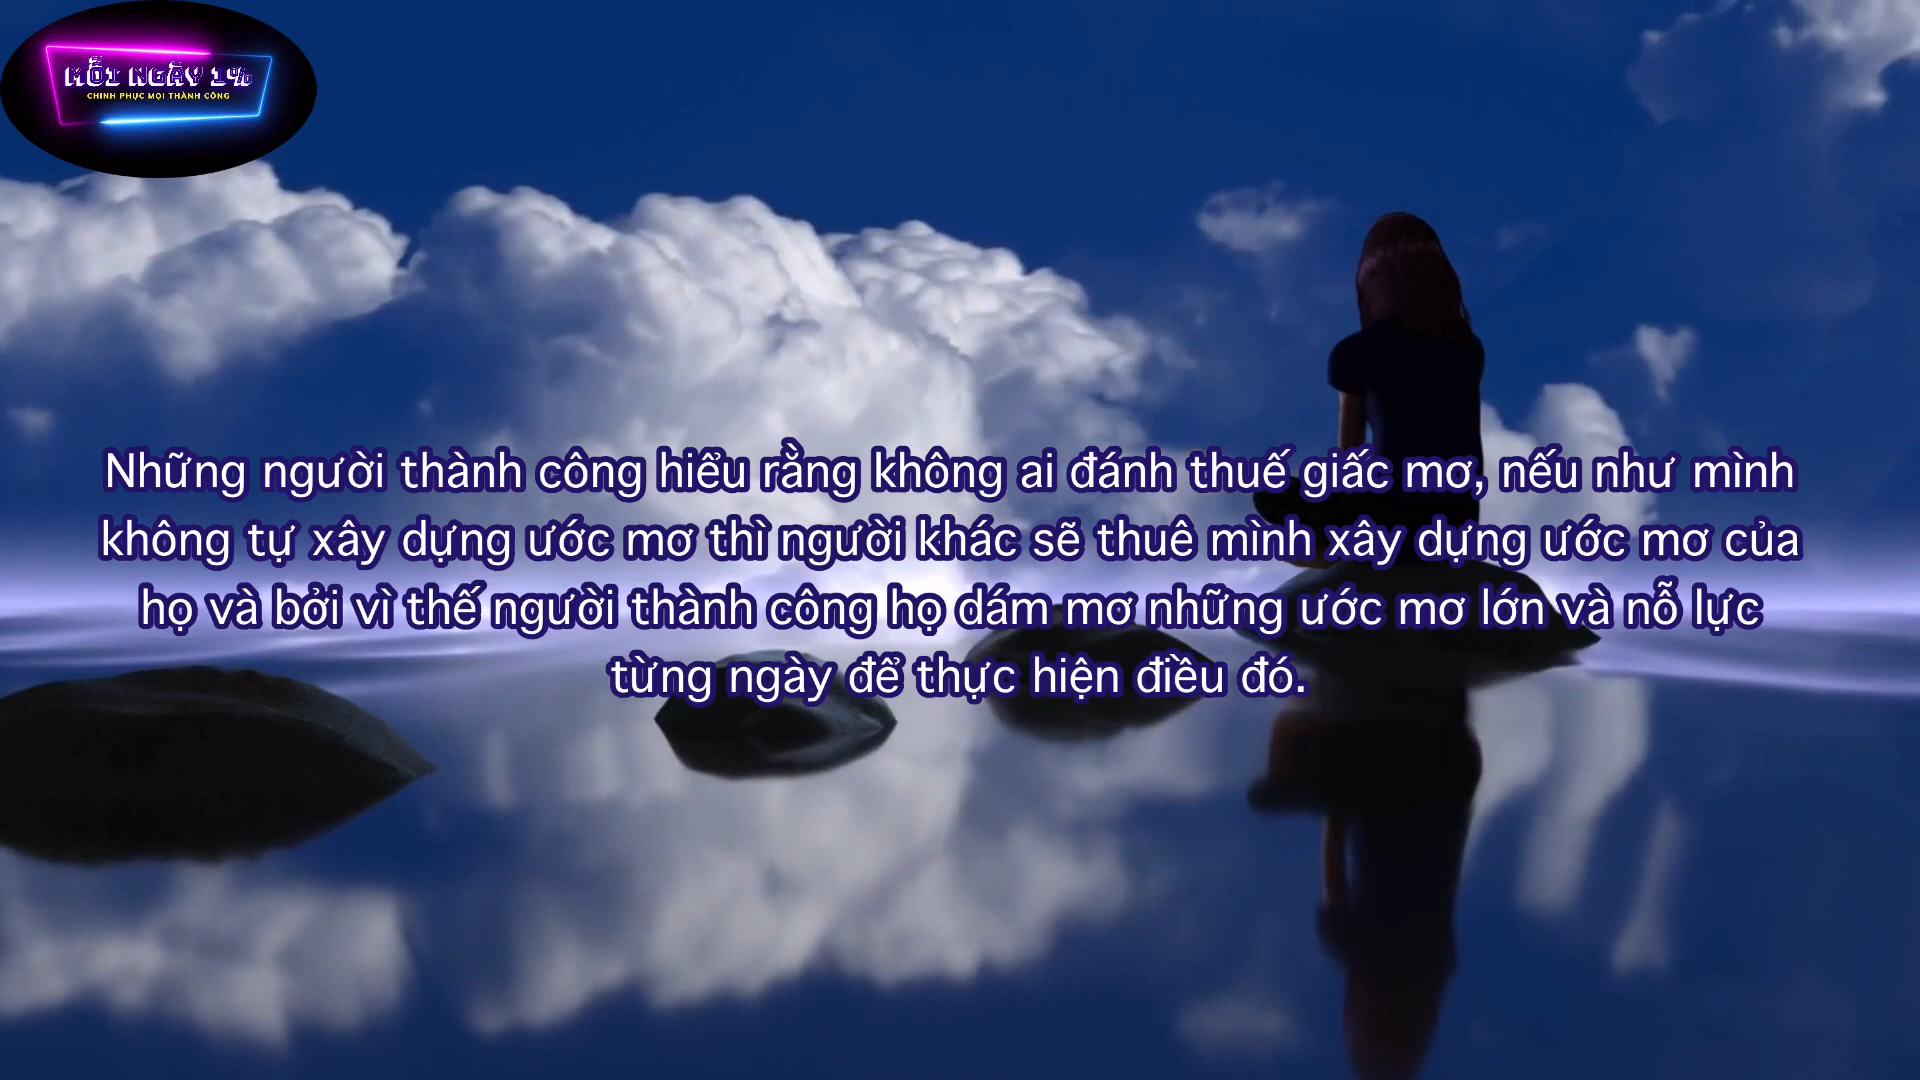 MỖI NGÀY 1%
CHINH PHỤC MỌI THÀNH CÔNG
Những người thành công hiểu rằng không ai đánh thuế giấc mơ, nếu như mình
không tự xây dựng ước mơ thì người khác sẽ thuê mình xây dựng ước mơ của
họ và bởi vì thế người thành công họ dám mơ những ước mơ lớn và nỗ lực
từng ngày để thực hiện điều đó.